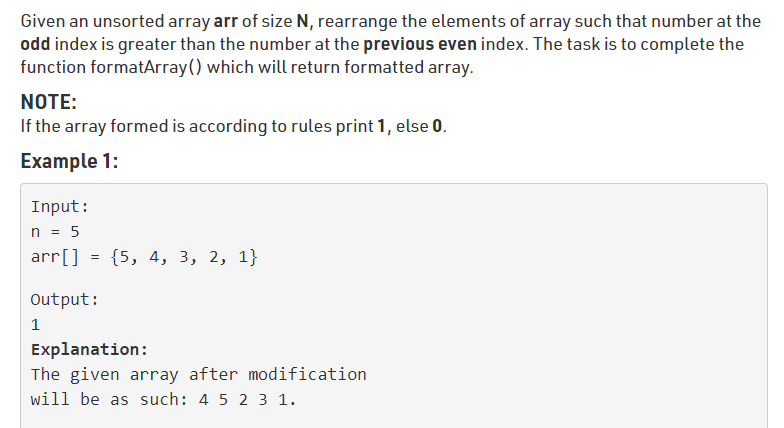 Given an unsorted array arr of size N, rearrange the elements of array such that number at the
odd index is greater than the number at the previous even index. The task is to complete the
function formatArray() which will return formatted array.
NOTE:
If the array formed is according to rules print 1, else 0.
Example 1:
Input:
n = 5
arr[] = {5, 4, 3, 2, 1}
Output:
1
Explanation:
The given array after modification
will be as such: 4 5 2 3 1.